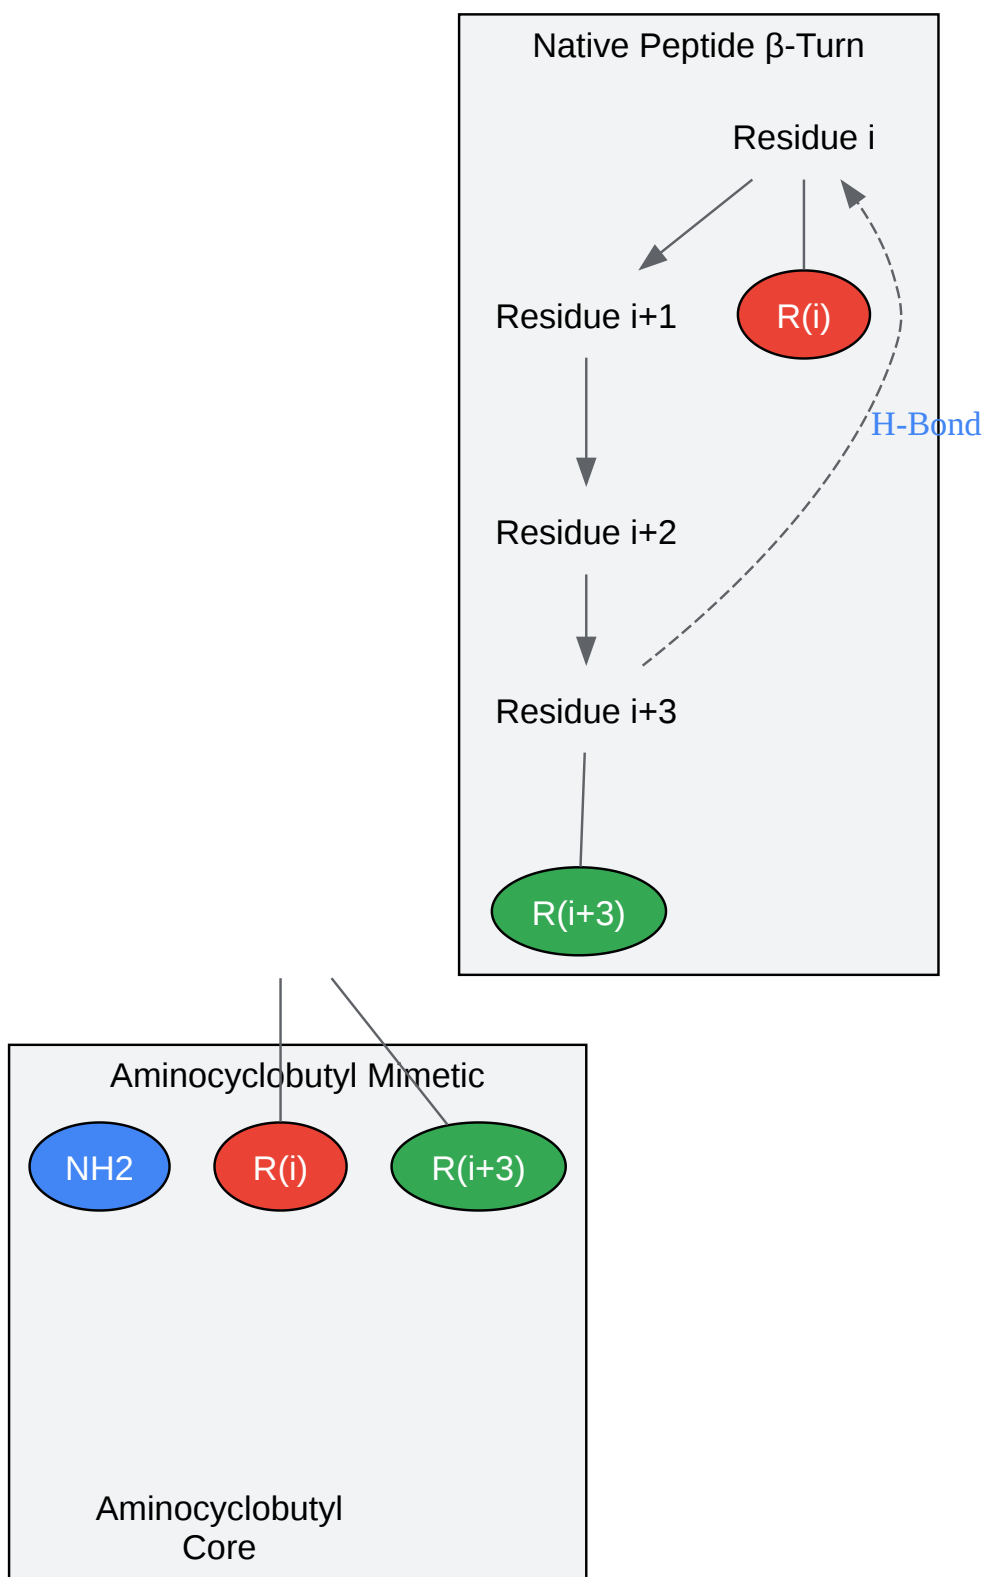 Native Peptide β-Turn
Residue i
Residue i+1
R(i)
H-Bond
Residue i+2
Residue i+3
R(i+3)
Aminocyclobutyl Mimetic
NH2
R(i)
R(i+3)
Aminocyclobutyl
Core